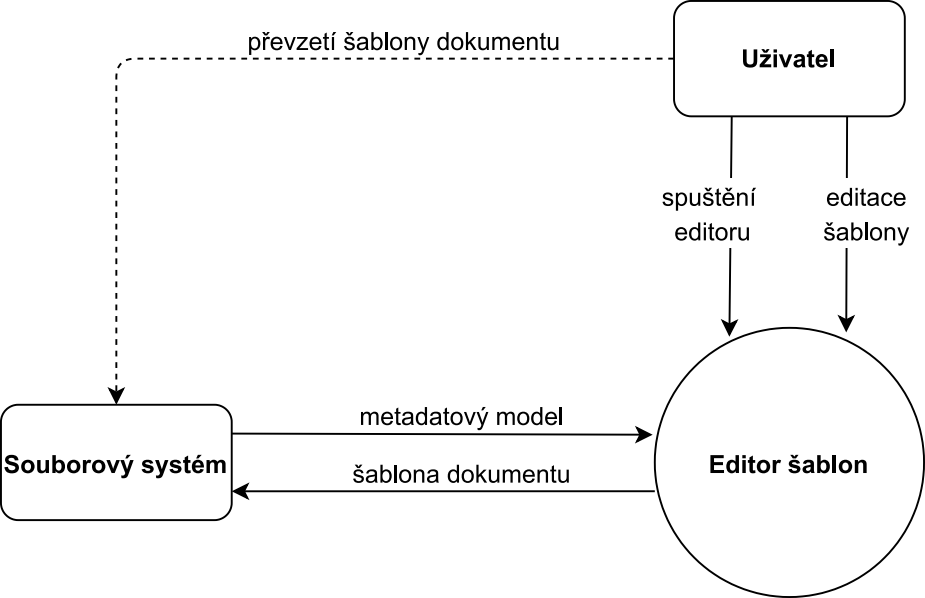 převzetí šablony dokumentu
Uživatel
spuštění
editoru
editace
šablony
metadatový model
Souborový systém
šablona dokumentu
Editor šablon